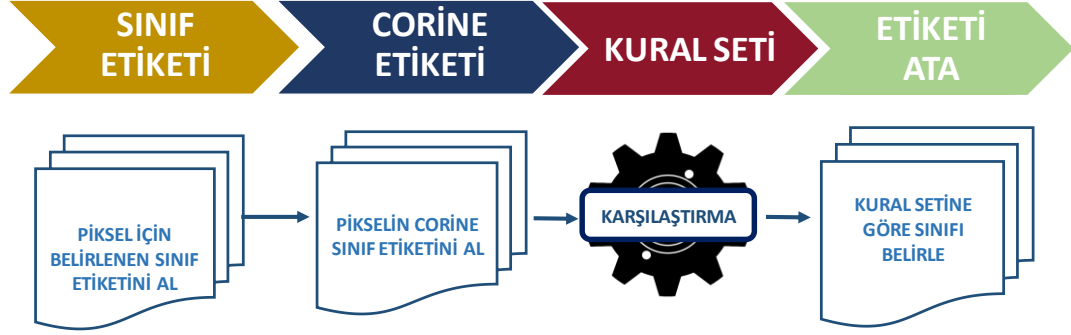 SINIF
ETİKETİ
CORİNE
ETİKETİ
KURAL SETİ
ETİKETİ
ATA
PİKSEL İÇİN
BELİRLENEN SINIF
ETİKETİNİ AL
PİKSELİN CORİNE
SINIF ETİKETİNİ AL
KARŞILAŞTIRMA
KURAL SETİNE
GÖRE SINIFI
BELİRLE